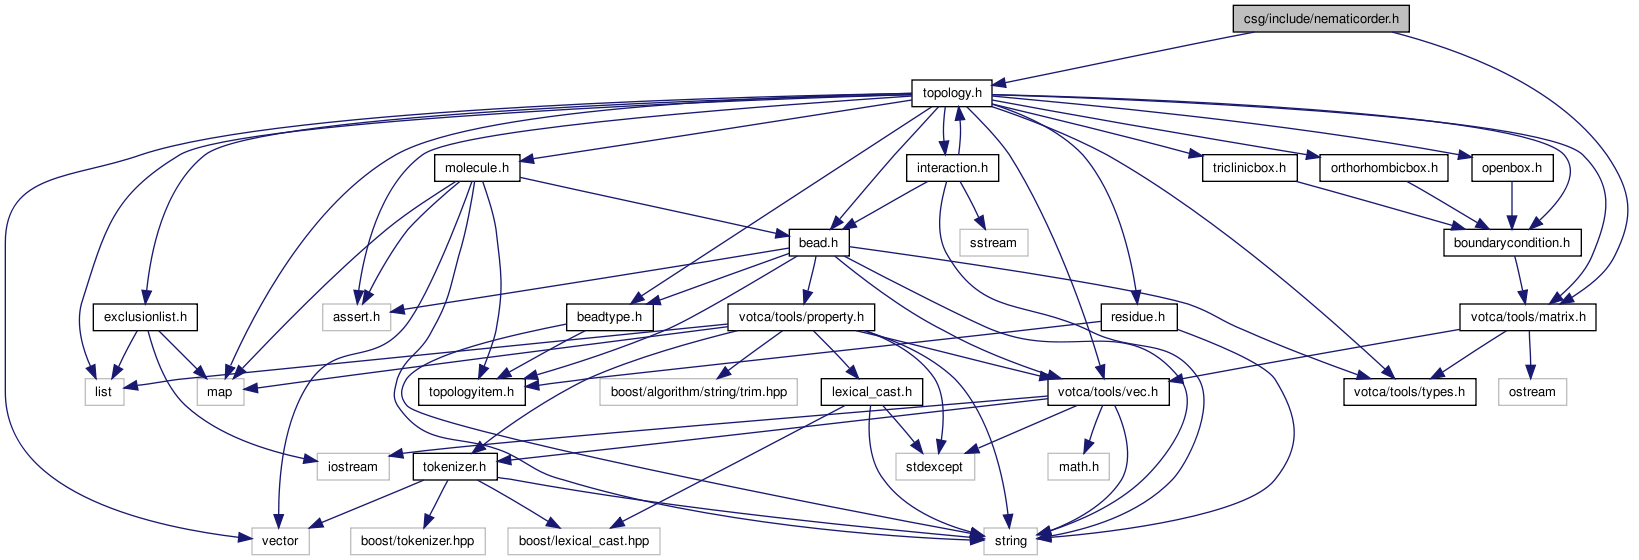 csg/include/nematicorder.h
topology.h
molecule.h
interaction.h
triclinicbox.h
orthorhombicbox.h
openbox.h
bead.h
sstream
boundarycondition.h
exclusionlist.h
assert.h
beadtype.h
votca/tools/property.h
residue.h
votca/tools/matrix.h
list
map
topologyitem.h
boost/algorithm/string/trim.hpp
lexical_cast.h
votca/tools/vec.h
votca/tools/types.h
ostream
iostream
tokenizer.h
stdexcept
math.h
vector
boost/tokenizer.hpp
boost/lexical_cast.hpp
string